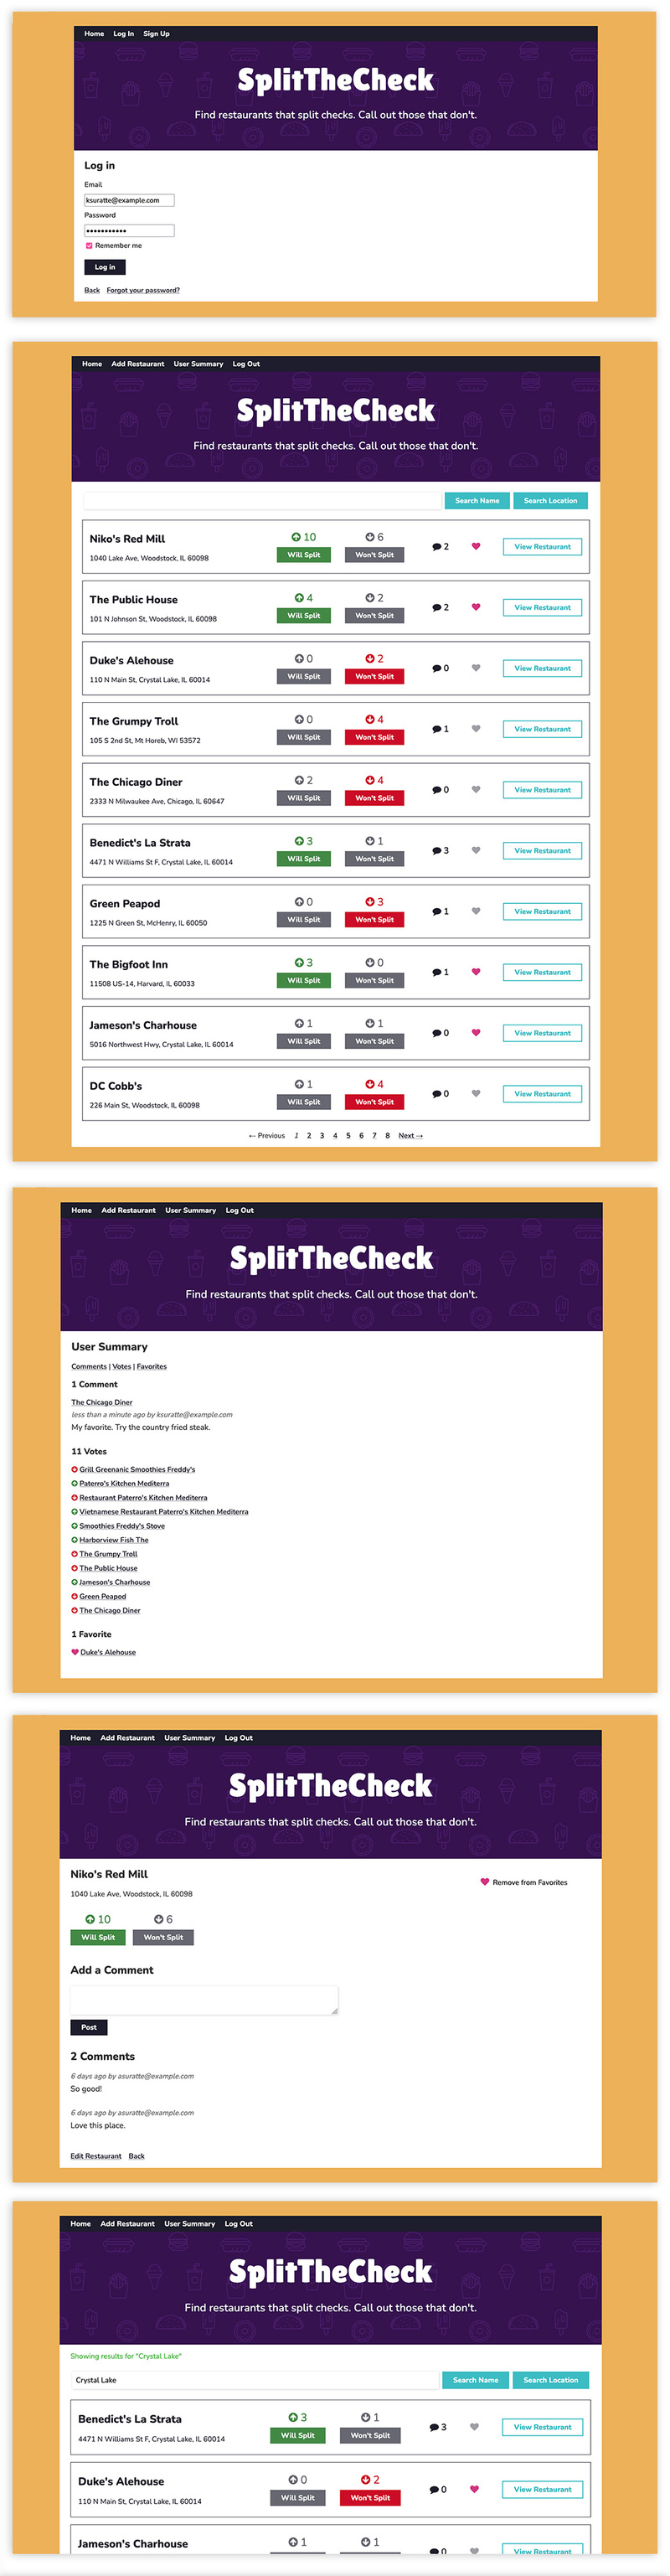 Home Log In Sign Up
SplitTheCheck
Find restaurants that split checks. Call out those that don't.
Log in
Email
ksuratte@example.com
Password
•••••••••••
Remember me
Log in
Back Forgot your password?
Home Add Restaurant User Summary Log Out
SplitTheCheck
Find restaurants that split checks. Call out those that don't.
Search Name Search Location
Niko's Red Mill 10 6
1040 Lake Ave, Woodstock, IL 60098 Will Split Won't Split 2 View Restaurant
The Public House 4 2
101 N Johnson St, Woodstock, IL 60098 Will Split Won't Split 2 View Restaurant
Duke's Alehouse 0 2
110 N Main St, Crystal Lake, IL 60014 Will Split Won't Split 0 View Restaurant
The Grumpy Troll 0 4
105 S 2nd St, Mt Horeb, WI 53572 Will Split Won't Split 1 View Restaurant
The Chicago Diner 2 4
2333 N Milwaukee Ave, Chicago, IL 60647 Will Split Won't Split 0 View Restaurant
Benedict's La Strata 3 1
4471 N Williams St F, Crystal Lake, IL 60014 Will Split Won't Split 3 View Restaurant
Green Peapod 0 3
1225 N Green St, McHenry, IL 60050 Will Split Won't Split 1 View Restaurant
The Bigfoot Inn 3 0
11508 US-14, Harvard, IL 60033 Will Split Won't Split 1 View Restaurant
Jameson's Charhouse 1 1
5016 Northwest Hwy, Crystal Lake, IL 60014 Will Split Won't Split 0 View Restaurant
DC Cobb's 1 4
226 Main St, Woodstock, IL 60098 Will Split Won't Split 0 View Restaurant
← Previous 1 2 3 4 5 6 7 8 Next →
Home Add Restaurant User Summary Log Out
SplitTheCheck
Find restaurants that split checks. Call out those that don't.
User Summary
Comments | Votes | Favorites
1 Comment
The Chicago Diner
less than a minute ago by ksuratte@example.com
My favorite. Try the country fried steak.
11 Votes
Grill Greenanic Smoothies Freddy's
Paterro's Kitchen Mediterra
Restaurant Paterro's Kitchen Mediterra
Vietnamese Restaurant Paterro's Kitchen Mediterra
Smoothies Freddy's Stove
Harborview Fish The
The Grumpy Troll
The Public House
Jameson's Charhouse
Green Peapod
The Chicago Diner
1 Favorite
Duke's Alehouse
Home Add Restaurant User Summary Log Out
SplitTheCheck
Find restaurants that split checks. Call out those that don't.
Niko's Red Mill
Remove from Favorites
1040 Lake Ave, Woodstock, IL 60098
10 6
Will Split Won't Split
Add a Comment
Post
2 Comments
6 days ago by asuratte@example.com
So good!
6 days ago by asuratte@example.com
Love this place.
Edit Restaurant Back
Home Add Restaurant User Summary Log Out
SplitTheCheck
Find restaurants that split checks. Call out those that don't.
Showing results for "Crystal Lake"
Crystal Lake Search Name Search Location
Benedict's La Strata 3 1
4471 N Williams St F, Crystal Lake, IL 60014 Will Split Won't Split 3 View Restaurant
Duke's Alehouse 0 2
110 N Main St, Crystal Lake, IL 60014 Will Split Won't Split 0 View Restaurant
Jameson's Charhouse 1 1
Will Split Won't Split 0 View Restaurant